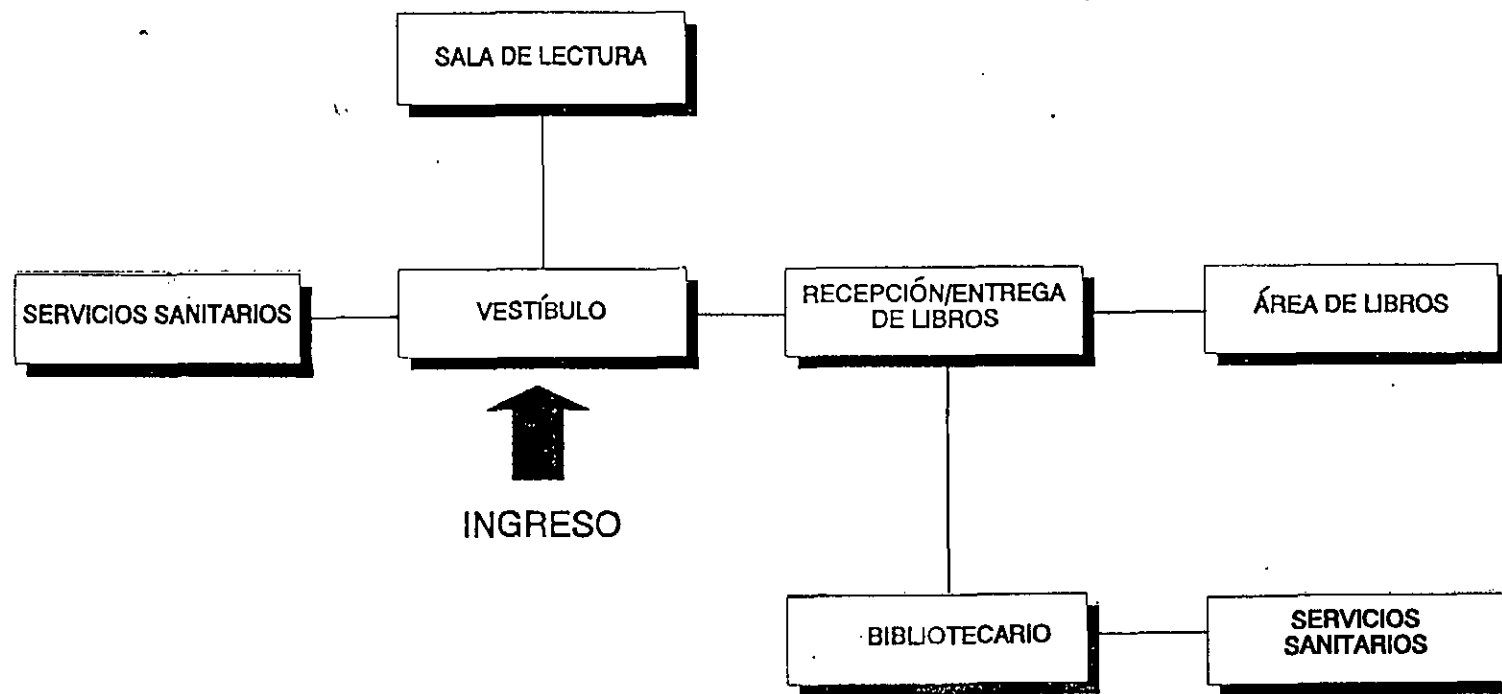 SALA DE LECTURA
SERVICIOS SANITARIOS
VESTÍBULO
RECEPCIÓN/ENTREGA
DE LIBROS
ÁREA DE LIBROS
INGRESO
BIBLIOTECARIO
SERVICIOS
SANITARIOS